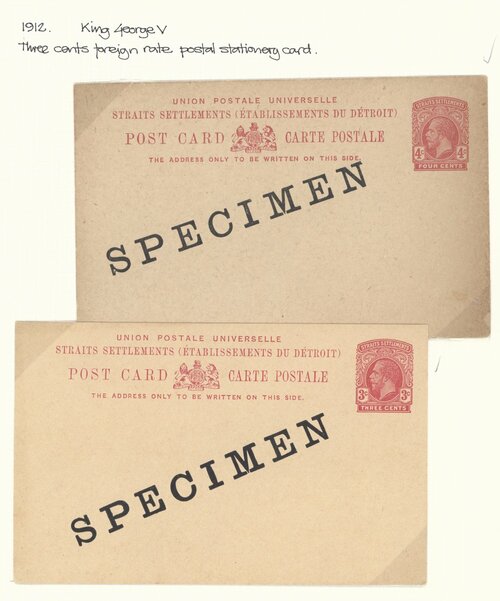 1912. King George V
Three cents foreign rate postal stationery card.
UNION POSTALE UNIVERSELLE
STRAITS SETTLEMENTS (ÉTABLISSEMENTS DU DÉTROIT)
POST CARD CARTE POSTALE
THE ADDRESS ONLY TO BE WRITTEN ON THIS SIDE.
STRAITS SETTLEMENTS
4c 4c
FOUR CENTS
SPECIMEN
UNION POSTALE UNIVERSELLE
STRAITS SETTLEMENTS (ÉTABLISSEMENTS DU DÉTROIT)
POST CARD CARTE POSTALE
THE ADDRESS ONLY TO BE WRITTEN ON THIS SIDE.
STRAITS SETTLEMENTS
3c 3c
THREE CENTS
SPECIMEN